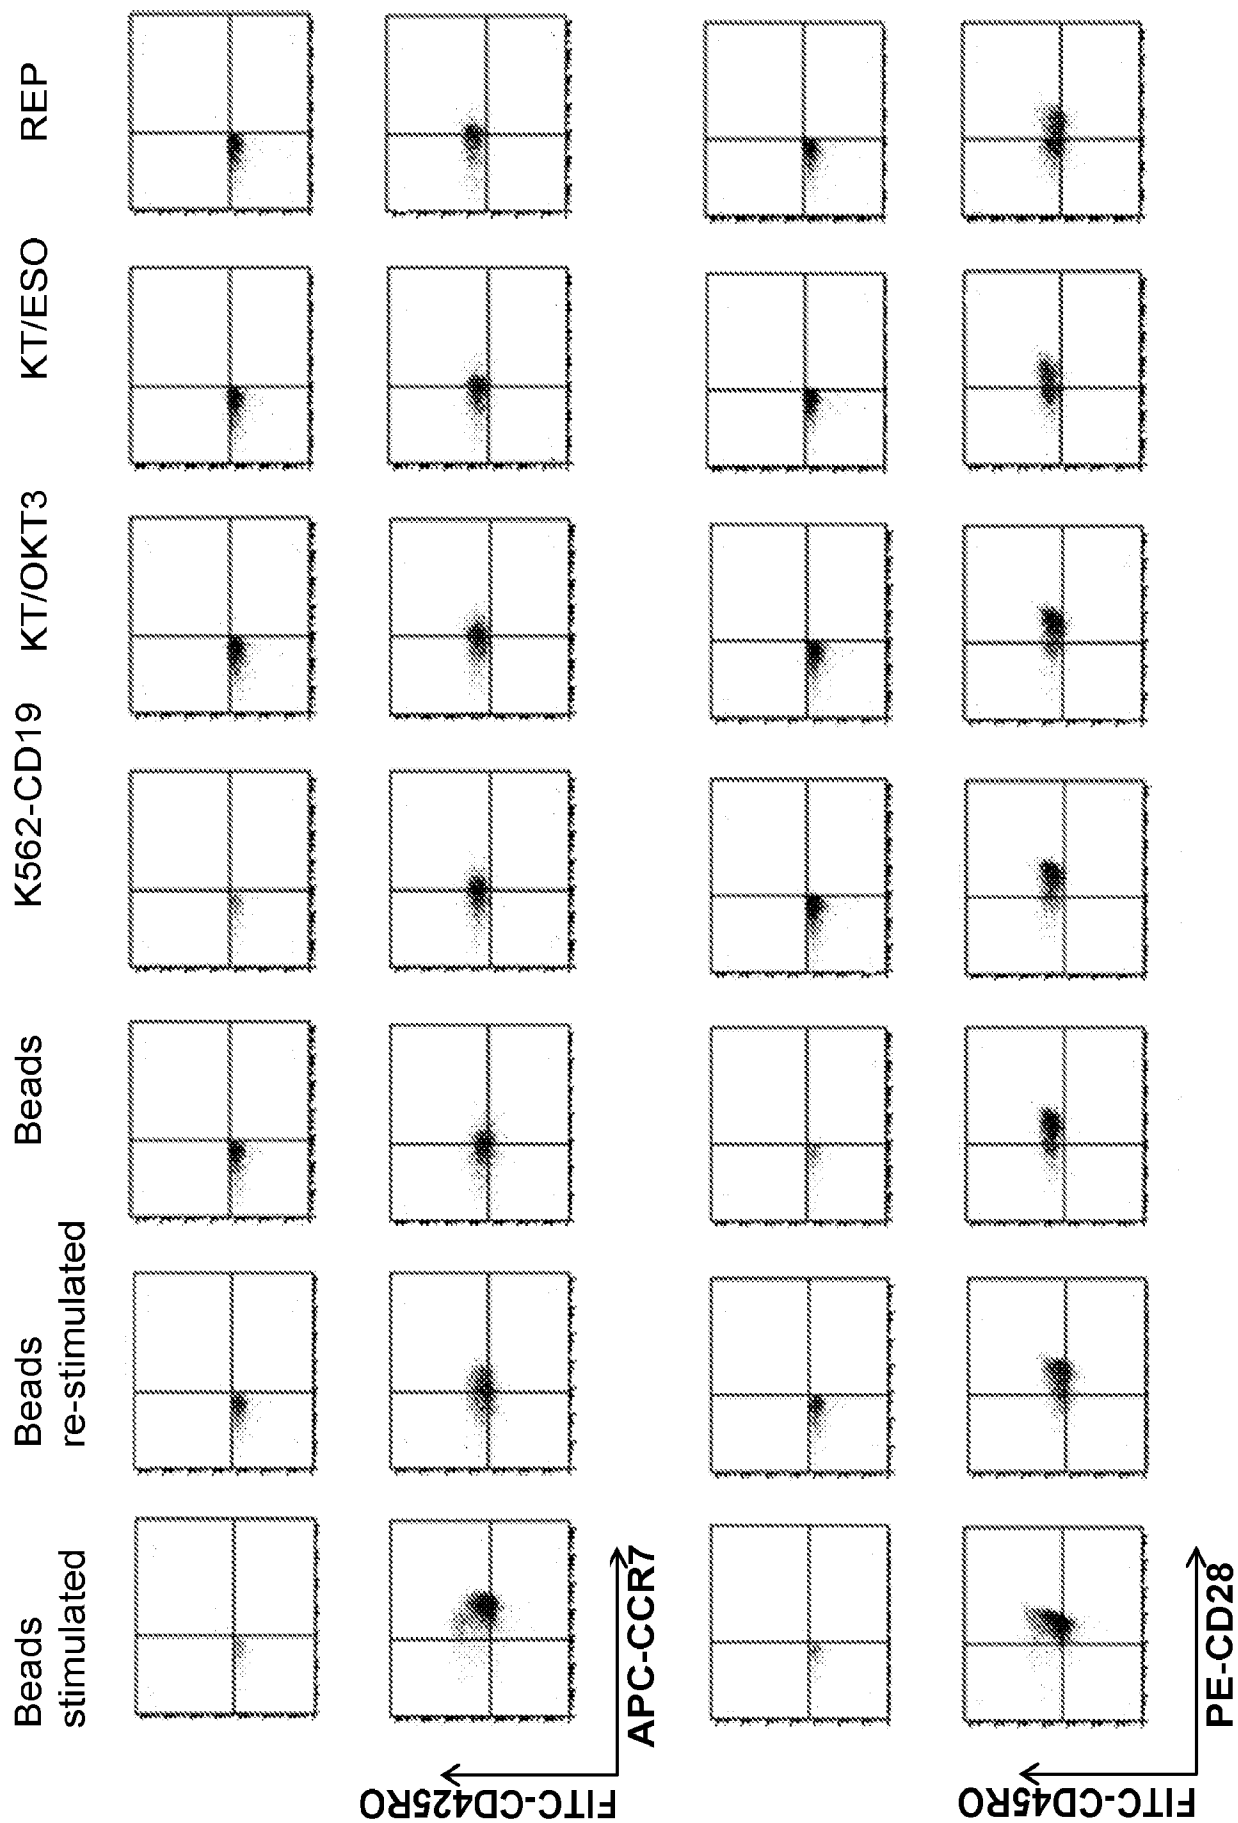 Beads
stimulated
Beads
re-stimulated
Beads
K562-CD19
KT/OKT3
KT/ESO
REP
FITC-CD425RO
APC-CCR7
FITC-CD45RO
PE-CD28